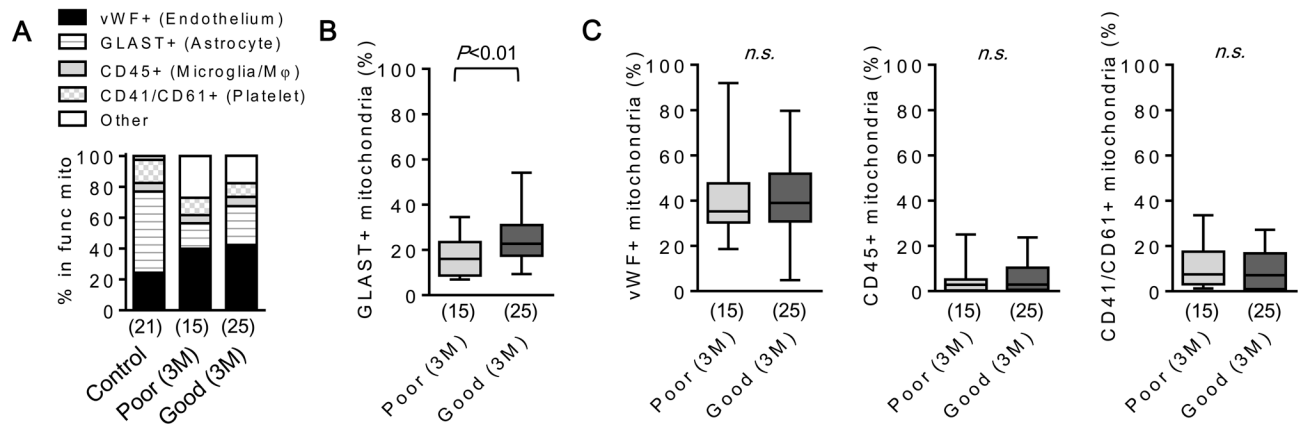 A
vWF+ (Endothelium)
GLAST+ (Astrocyte)
CD45+ (Microglia/Mφ)
CD41/CD61+ (Platelet)
Other
% in func mito
100
80
60
40
20
0
(21) (15) (25)
Control
Poor (3M)
Good (3M)
B
GLAST+ mitochondria (%)
P<0.01
100
80
60
40
20
0
(15) (25)
Poor (3M)
Good (3M)
C
vWF+ mitochondria (%)
n.s.
100
80
60
40
20
0
(15) (25)
Poor (3M)
Good (3M)
CD45+ mitochondria (%)
n.s.
100
80
60
40
20
0
(15) (25)
Poor (3M)
Good (3M)
CD41/CD61+ mitochondria (%)
n.s.
100
80
60
40
20
0
(15) (25)
Poor (3M)
Good (3M)